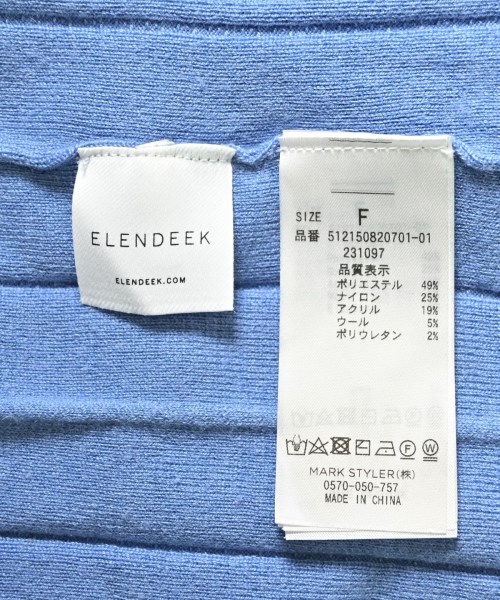 ELENDEEK
ELENDEEK.COM
SIZE F
品番 512150820701-01
231097
品質表示
ポリエステル 49%
ナイロン 25%
アクリル 19%
ウール 5%
ポリウレタン 2%
F W
MARK STYLER(株)
0570-050-757
MADE IN CHINA